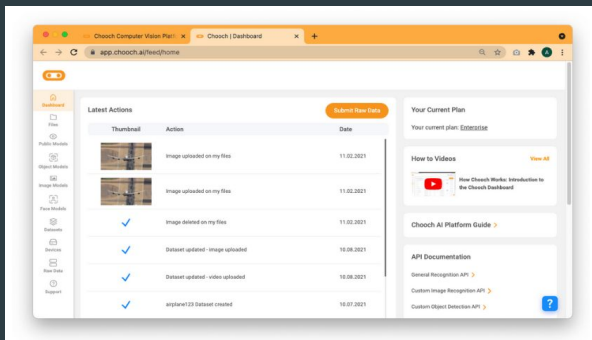 Chooch Computer Vision Platf
Chooch | Dashboard
app.chooch.ai/feed/home
A
Dashboard
Files
Public Models
Object Models
Image Models
Face Models
Datasets
Devices
Raw Data
Support
Latest Actions
Submit Raw Data
Thumbnail Action Date
image uploaded on my files 11.02.2021
image uploaded on my files 11.02.2021
image deleted on my files 11.02.2021
Dataset updated - image uploaded 10.08.2021
Dataset updated - video uploaded 10.08.2021
airplane123 Dataset created 10.07.2021
Your Current Plan
Your current plan: Enterprise
How to Videos View All
How Chooch Works: Introduction to
the Chooch Dashboard
Chooch AI Platform Guide >
API Documentation
General Recognition API >
Custom Image Recognition API >
Custom Object Detection API >
?